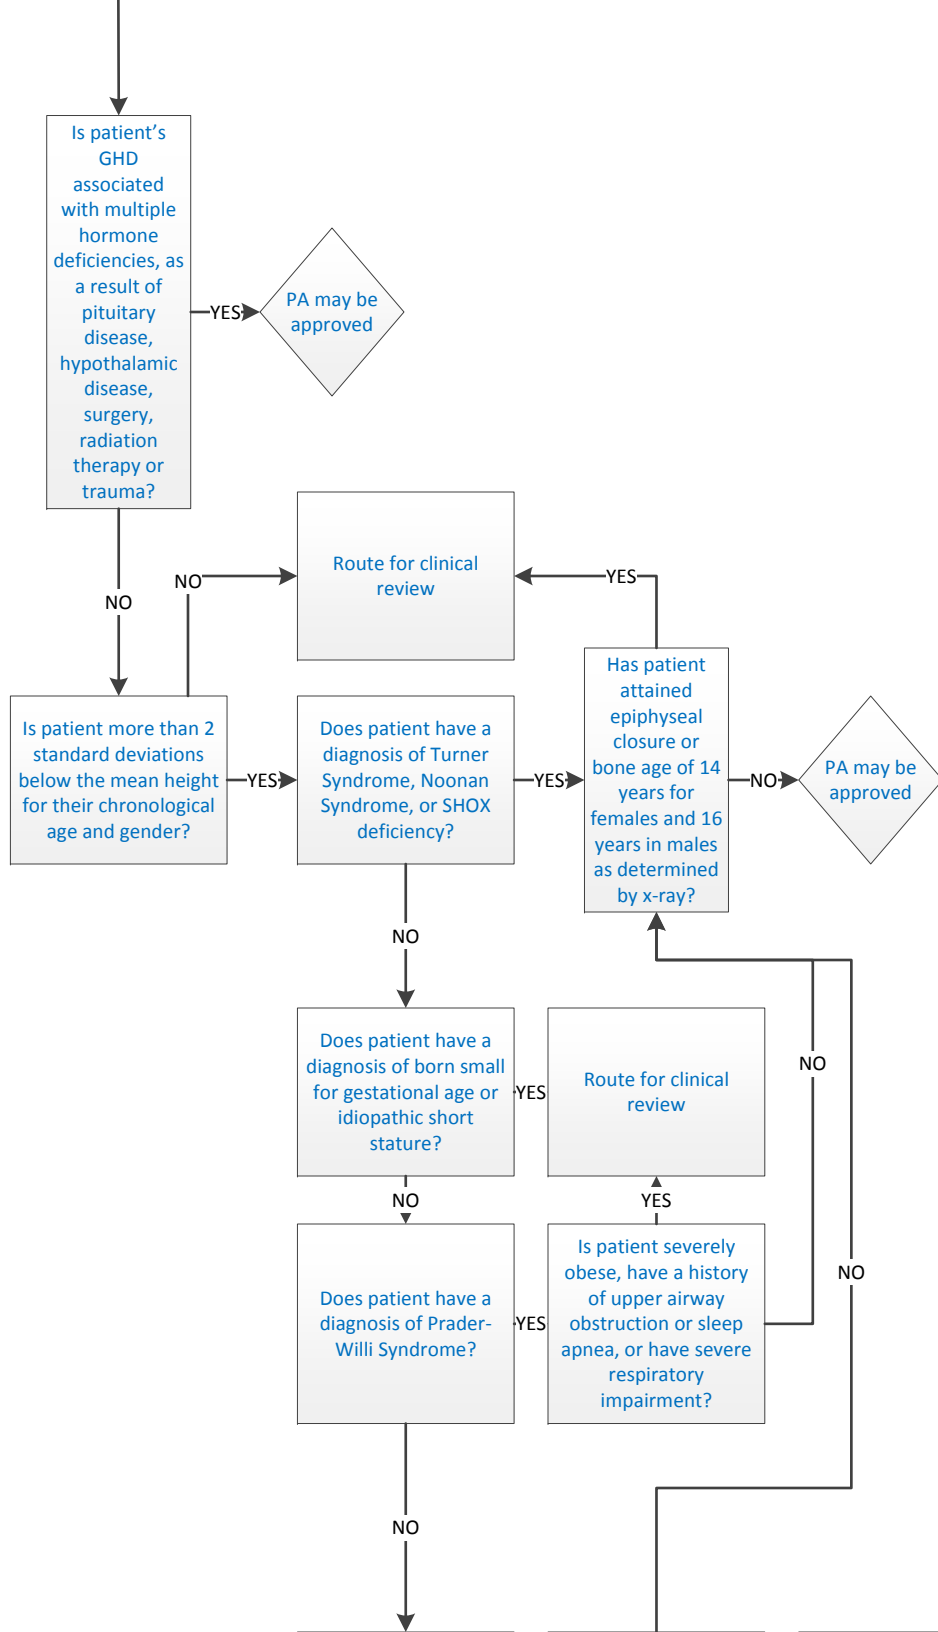 Is patient's
GHD
associated
with multiple
hormone
deficiencies, as
a result of
pituitary
disease,
hypothalamic
disease,
surgery,
radiation
therapy or
trauma?
YES
PA may be
approved
NO
NO
Route for clinical
review
YES
Is patient more than 2
standard deviations
below the mean height
for their chronological
age and gender?
YES
Does patient have a
diagnosis of Turner
Syndrome, Noonan
Syndrome, or SHOX
deficiency?
YES
Has patient
attained
epiphyseal
closure or
bone age of 14
years for
females and 16
years in males
as determined
by x-ray?
NO
PA may be
approved
NO
Does patient have a
diagnosis of born small
for gestational age or
idiopathic short
stature?
YES
Route for clinical
review
NO
NO
YES
Does patient have a
diagnosis of Prader-
Willi Syndrome?
YES
Is patient severely
obese, have a history
of upper airway
obstruction or sleep
apnea, or have severe
respiratory
impairment?
NO
NO